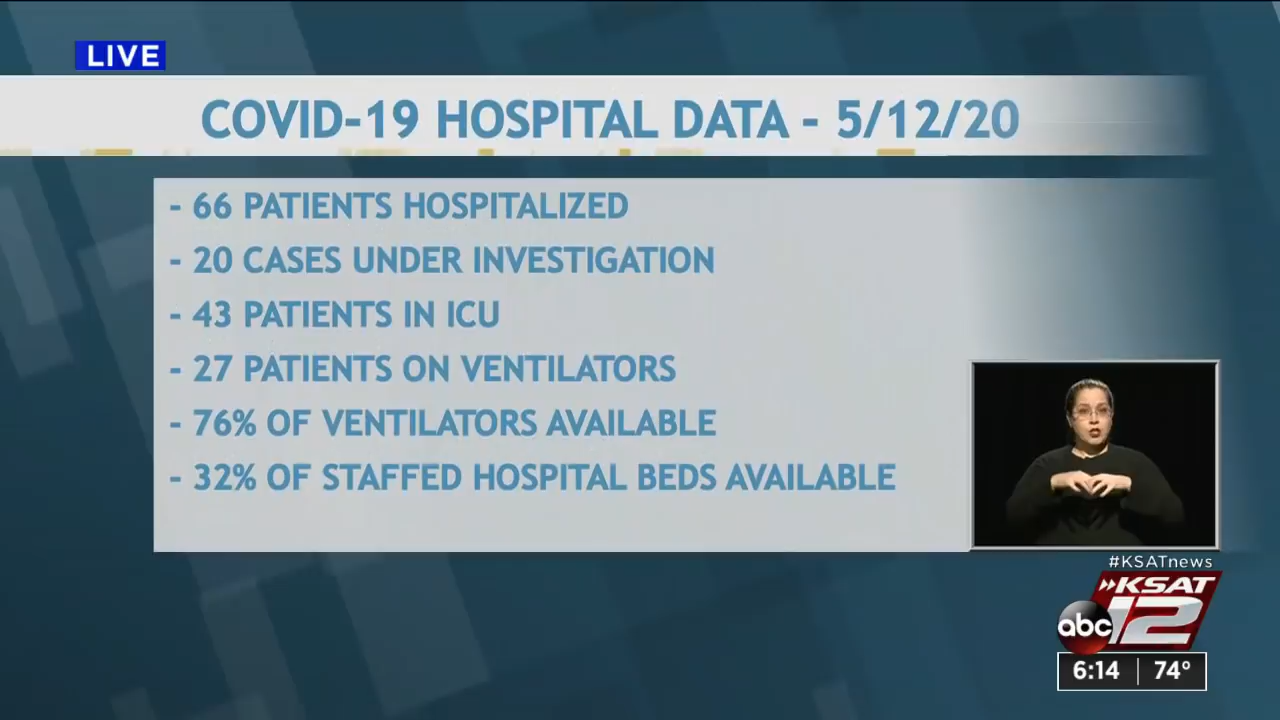 LIVE
COVID-19 HOSPITAL DATA - 5/12/20
- 66 PATIENTS HOSPITALIZED
- 20 CASES UNDER INVESTIGATION
- 43 PATIENTS IN ICU
- 27 PATIENTS ON VENTILATORS
- 76% OF VENTILATORS AVAILABLE
- 32% OF STAFFED HOSPITAL BEDS AVAILABLE
#KSATnews
KSAT
abc 12
6:14 74°